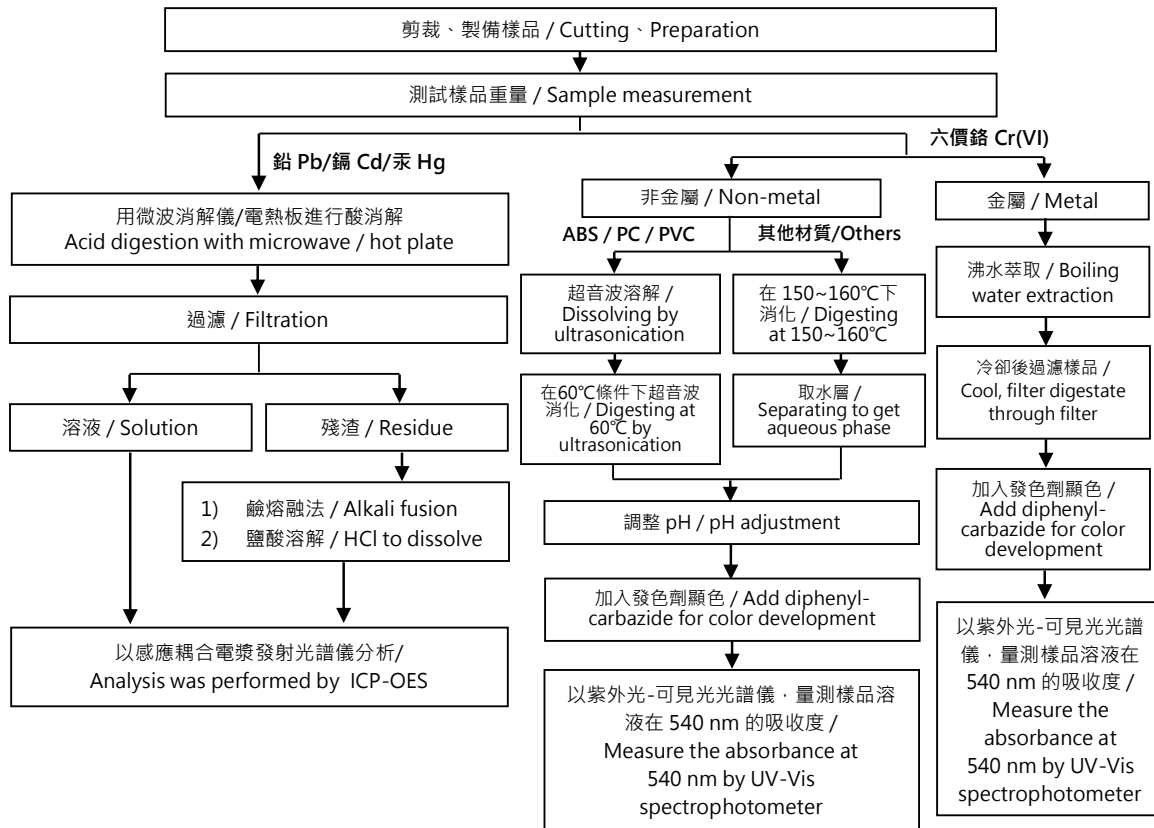 剪裁、製備樣品 / Cutting、Preparation
測試樣品重量 / Sample measurement
鉛 Pb/鎘 Cd/汞 Hg
六價鉻 Cr(VI)
用微波消解儀/電熱板進行酸消解
Acid digestion with microwave / hot plate
過濾 / Filtration
溶液 / Solution
殘渣 / Residue
1) 鹼熔融法 / Alkali fusion
2) 鹽酸溶解 / HCl to dissolve
以感應耦合電漿發射光譜儀分析/
Analysis was performed by ICP-OES
非金屬 / Non-metal
ABS / PC / PVC
其他材質/Others
超音波溶解 /
Dissolving by
ultrasonication
在60℃條件下超音波
消化 / Digesting at
60℃ by
ultrasonication
在 150~160℃下
消化 / Digesting
at 150~160℃
取水層 /
Separating to get
aqueous phase
調整 pH / pH adjustment
加入發色劑顯色 / Add diphenyl-
carbazide for color development
以紫外光-可見光光譜儀，量測樣品溶
液在 540 nm 的吸收度 /
Measure the absorbance at
540 nm by UV-Vis
spectrophotometer
金屬 / Metal
沸水萃取 / Boiling
water extraction
冷卻後過濾樣品 /
Cool, filter digestate
through filter
加入發色劑顯色 /
Add diphenyl-
carbazide for color
development
以紫外光-可見光光譜
儀，量測樣品溶液在
540 nm 的吸收度 /
Measure the
absorbance at
540 nm by UV-Vis
spectrophotometer